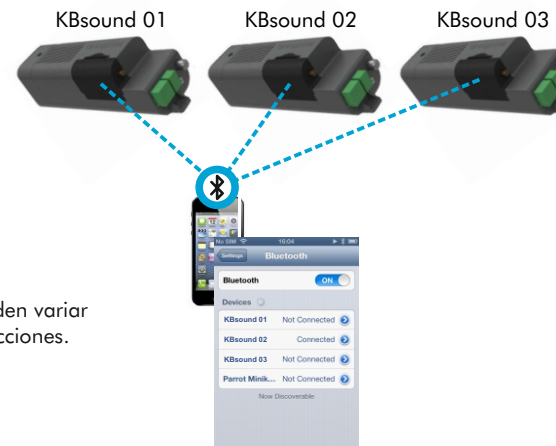 KBsound 01 KBsound 02 KBsound 03
No SIM 16:04
Settings Bluetooth
Bluetooth ON
Devices
KBsound 01 Not Connected
KBsound 02 Connected
KBsound 03 Not Connected
Parrot Minik... Not Connected
Now Discoverable
den variar
cciones.